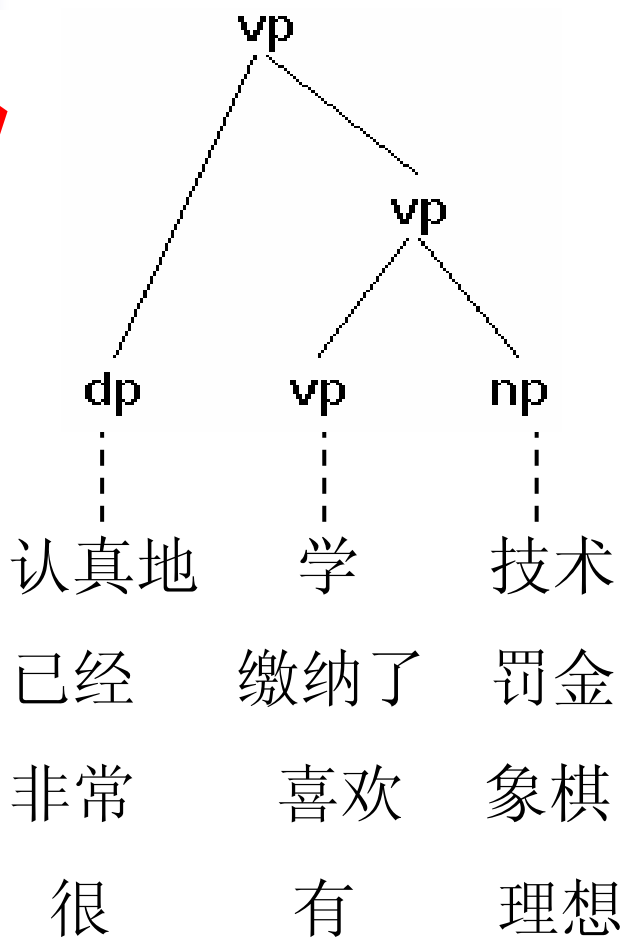 vp
vp
dp vp np
认真地 学 技术
已经 缴纳了 罚金
非常 喜欢 象棋
很 有 理想